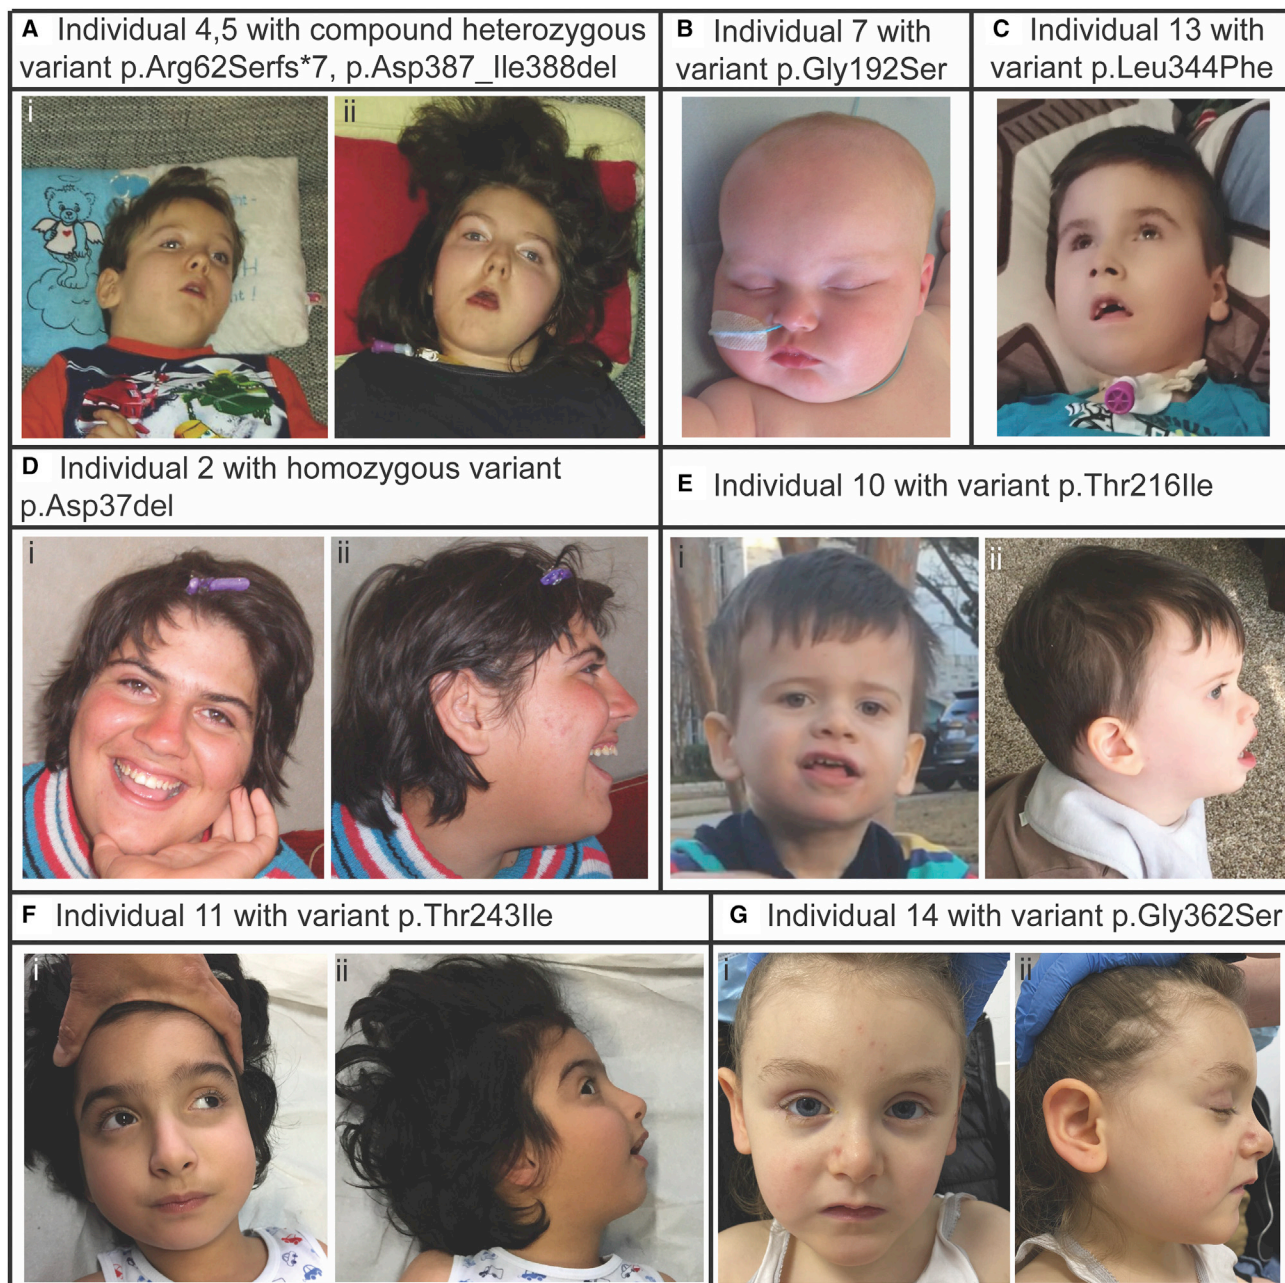 A Individual 4,5 with compound heterozygous
variant p.Arg62Serfs*7, p.Asp387_Ile388del
B Individual 7 with
variant p.Gly192Ser
C Individual 13 with
variant p.Leu344Phe
i
ii
D Individual 2 with homozygous variant
p.Asp37del
E Individual 10 with variant p.Thr216Ile
i
ii
i
ii
F Individual 11 with variant p.Thr243Ile
G Individual 14 with variant p.Gly362Ser
i
ii
i
ii